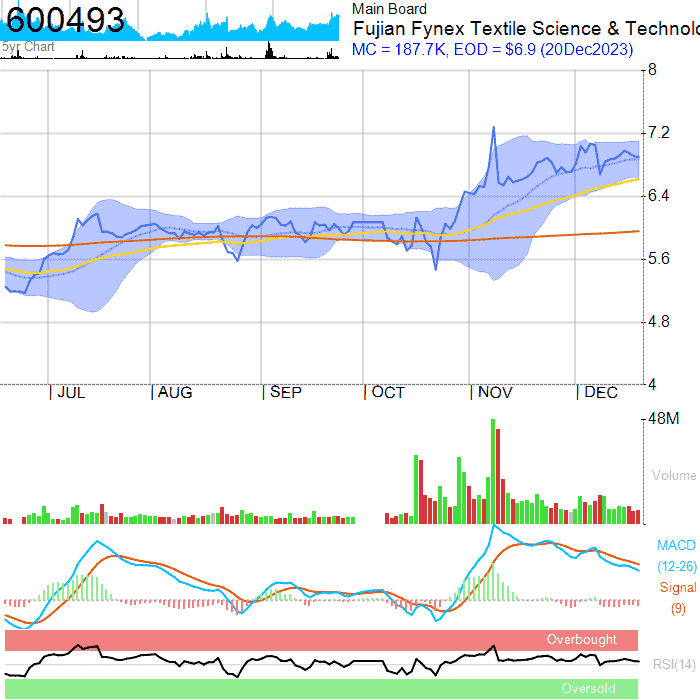 600493
5yr Chart
Main Board
Fujian Fynex Textile Science & Technolo
MC = 187.7K, EOD = $6.9 (20Dec2023)
8
7.2
6.4
5.6
4.8
4
JUL
AUG
SEP
OCT
NOV
DEC
48M
Volume
MACD
(12-26)
Signal
(9)
Overbought
RSI(14)
Oversold